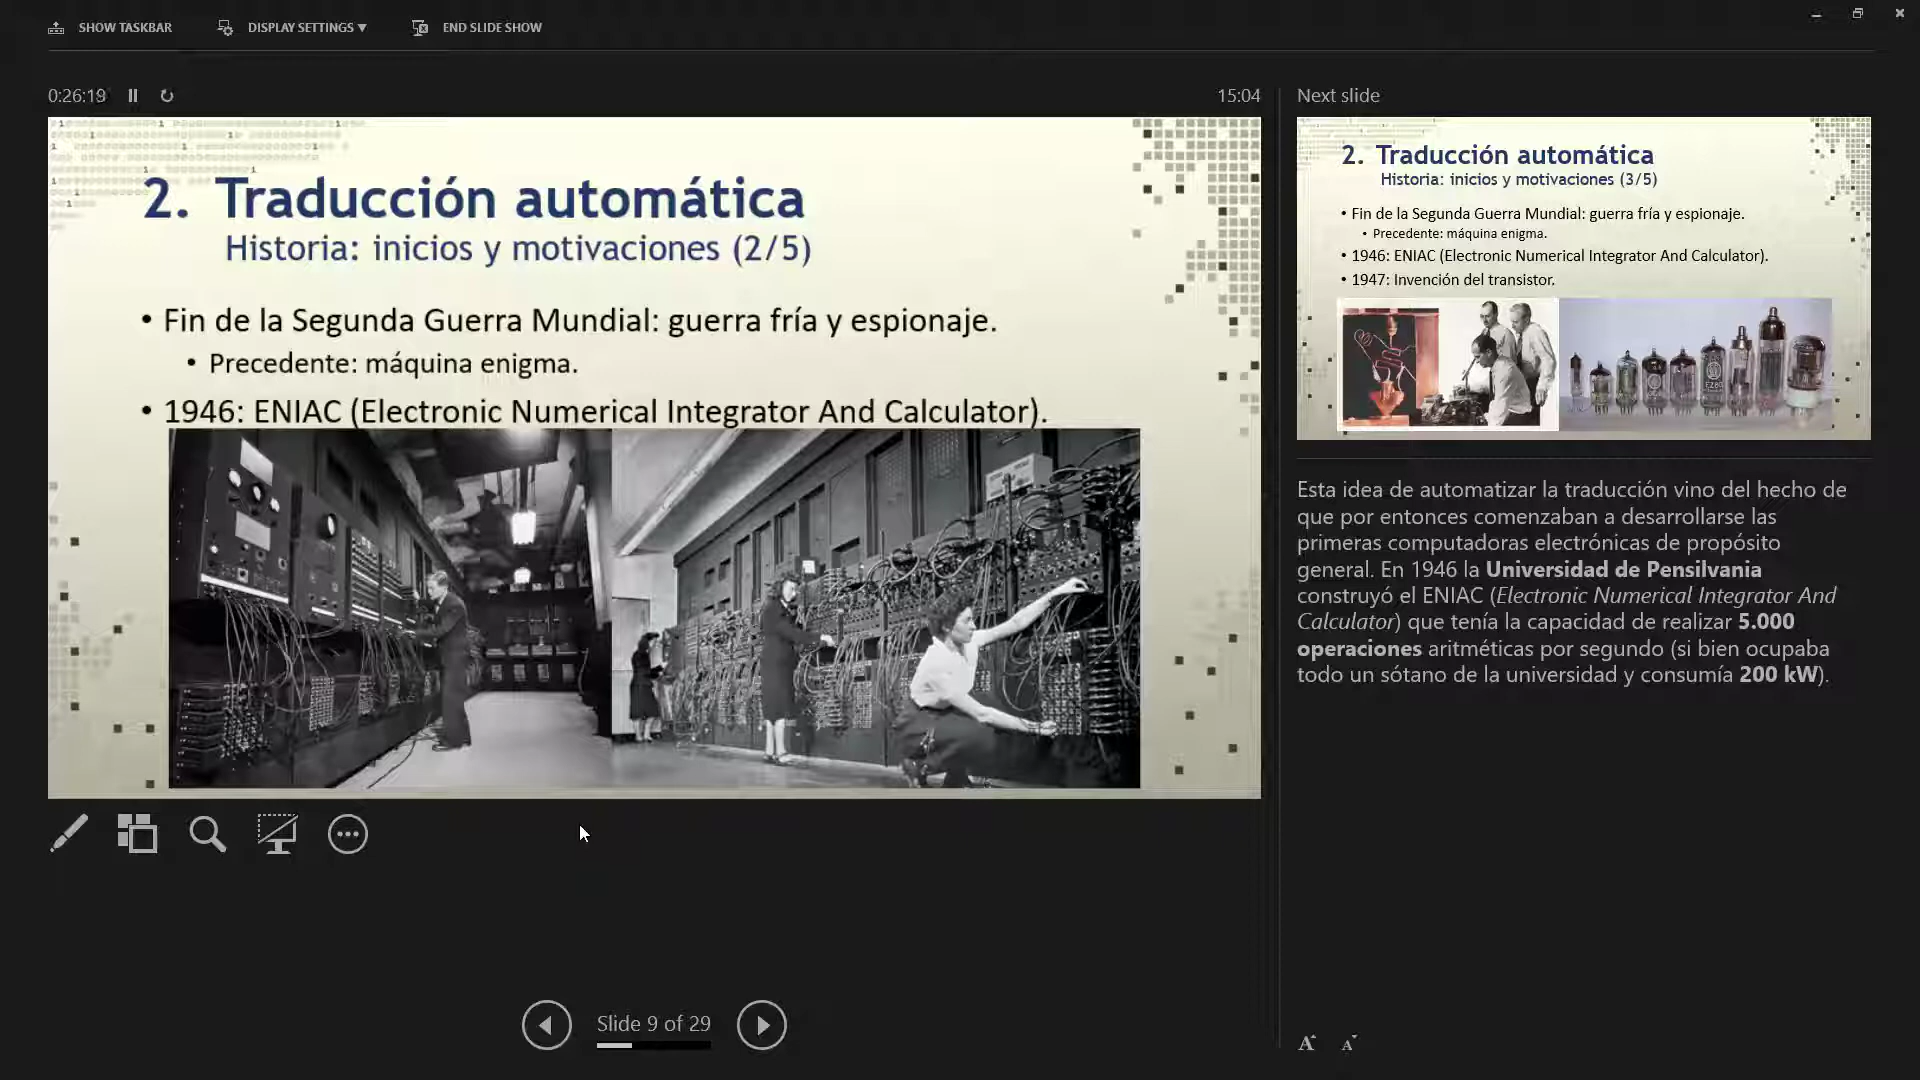 SHOW TASKBAR
DISPLAY SETTINGS ▾
END SLIDE SHOW
0:26:19
15:04
2. Traducción automática
Historia: inicios y motivaciones (2/5)
• Fin de la Segunda Guerra Mundial: guerra fría y espionaje.
• Precedente: máquina enigma.
• 1946: ENIAC (Electronic Numerical Integrator And Calculator).
Slide 9 of 29
Next slide
2. Traducción automática
Historia: inicios y motivaciones (3/5)
• Fin de la Segunda Guerra Mundial: guerra fría y espionaje.
• Precedente: máquina enigma.
• 1946: ENIAC (Electronic Numerical Integrator And Calculator).
• 1947: Invención del transistor.
Esta idea de automatizar la traducción vino del hecho de
que por entonces comenzaban a desarrollarse las
primeras computadoras electrónicas de propósito
general. En 1946 la Universidad de Pensilvania
construyó el ENIAC (Electronic Numerical Integrator And
Calculator) que tenía la capacidad de realizar 5.000
operaciones aritméticas por segundo (si bien ocupaba
todo un sótano de la universidad y consumía 200 kW).
A A